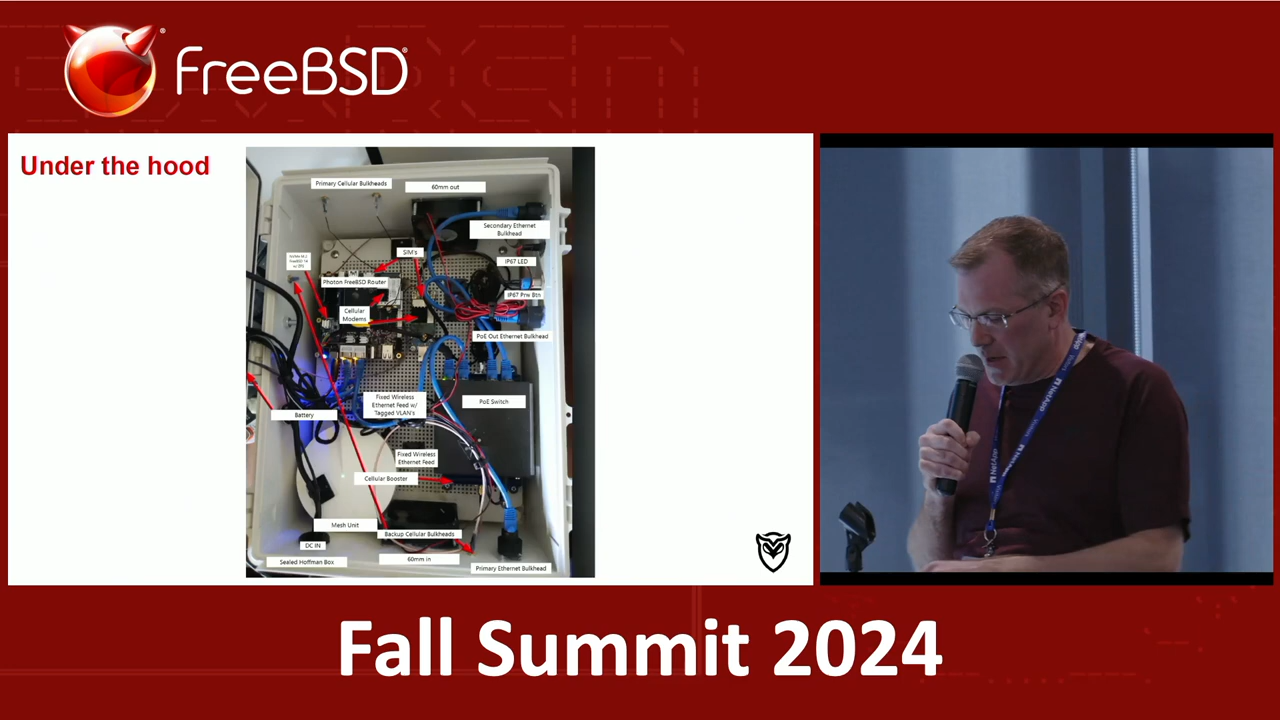 FreeBSD®
Under the hood
Primary Cellular Bulkheads
60mm out
Secondary Ethernet
Bulkhead
SIM's
IP67 LED
Photon FreeBSD Router
IP67 Prw Btn
Cellular
Modems
PoE Out Ethernet Bulkhead
Fixed Wireless
Ethernet Feed w/
Tagged VLAN's
PoE Switch
Battery
Fixed Wireless
Ethernet Feed
Cellular Booster
Mesh Unit
Backup Cellular Bulkheads
DC IN
60mm in
Sealed Hoffman Box
Primary Ethernet Bulkhead
NetApp
NetApp
Fall Summit 2024